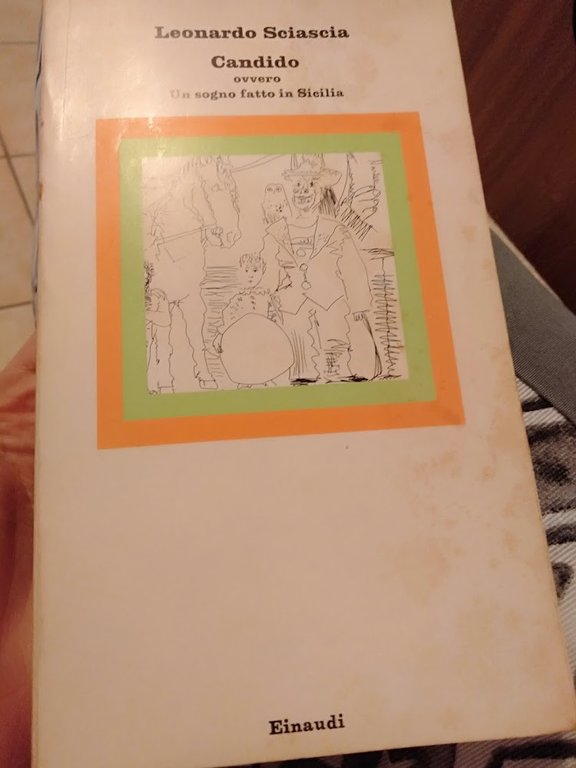 Leonardo Sciascia
Candido
ovvero
Un sogno fatto in Sicilia
Einaudi